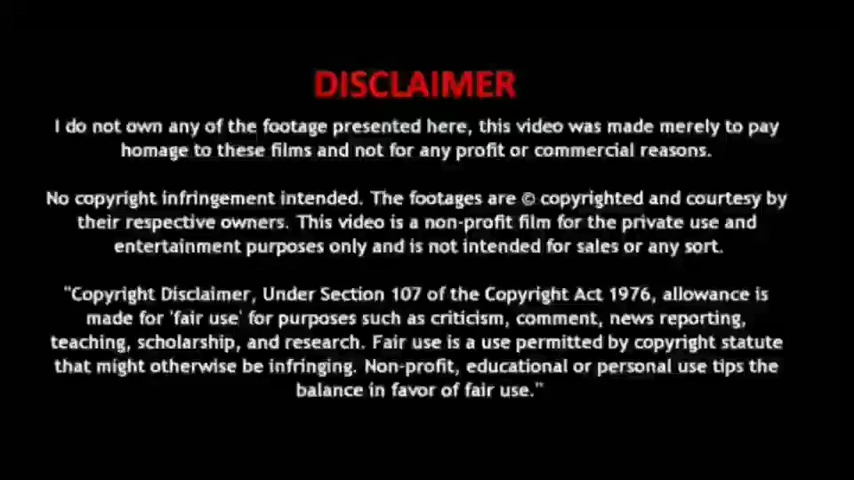 DISCLAIMER
I do not own any of the footage presented here, this video was made merely to pay
homage to these films and not for any profit or commercial reasons.
No copyright infringement intended. The footages are © copyrighted and courtesy by
their respective owners. This video is a non-profit film for the private use and
entertainment purposes only and is not intended for sales or any sort.
"Copyright Disclaimer, Under Section 107 of the Copyright Act 1976, allowance is
made for 'fair use' for purposes such as criticism, comment, news reporting,
teaching, scholarship, and research. Fair use is a use permitted by copyright statute
that might otherwise be infringing. Non-profit, educational or personal use tips the
balance in favor of fair use."